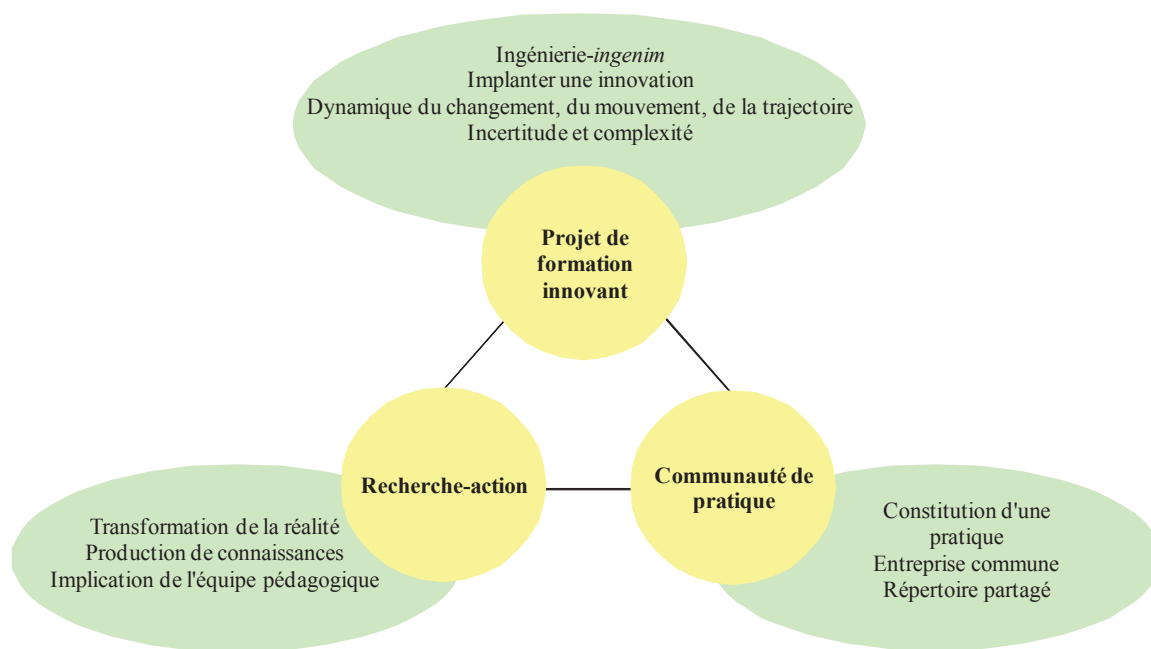 Ingénierie-ingenim
Implanter une innovation
Dynamique du changement, du mouvement, de la trajectoire
Incertitude et complexité
Projet de
formation
innovant
Recherche-action
Communauté de
pratique
Transformation de la réalité
Production de connaissances
Implication de l'équipe pédagogique
Constitution d'une
pratique
Entreprise commune
Répertoire partagé